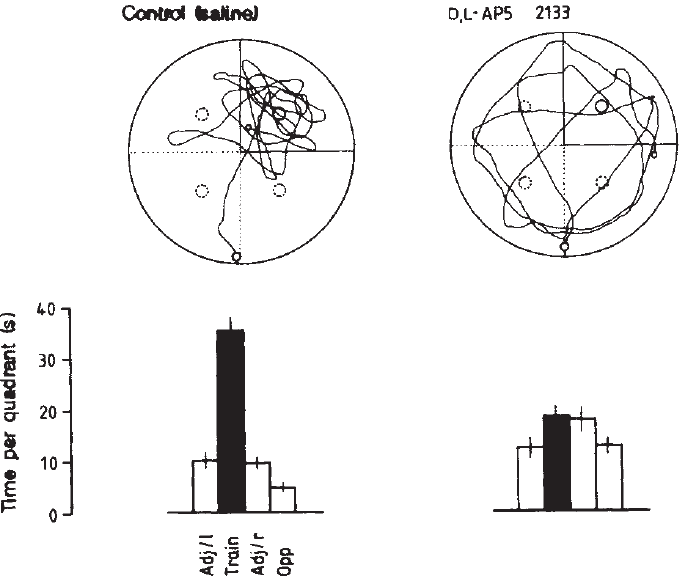 Control (saline)
D,L-AP5 2133
Time per quadrant (s)
40
30
20
10
0
Adj/l
Train
Adj/r
Opp